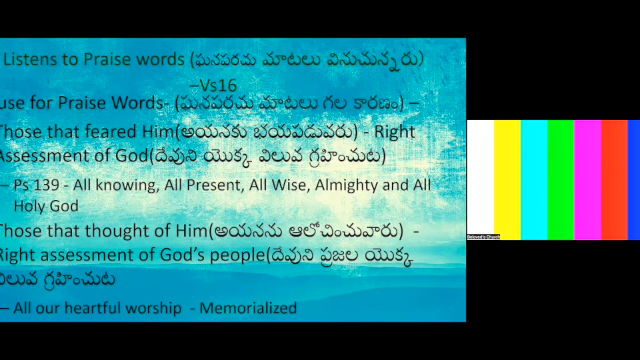 Listens to Praise words (ఘనపరచు మాటలు వినుచున్నరు)
–Vs16
use for Praise Words- (ఘనపరచు మాటలు గల కారణం) –
Those that feared Him(ఆయనకు భయపడువరు) - Right
Assessment of God(దేవుని యొక్క విలువ గ్రహించుట)
– Ps 139 - All knowing, All Present, All Wise, Almighty and All
Holy God
Those that thought of Him(ఆయనను ఆలోచించువారు) -
Right assessment of God's people(దేవుని ప్రజల యొక్క
విలువ గ్రహించుట
– All our heartful worship - Memorialized